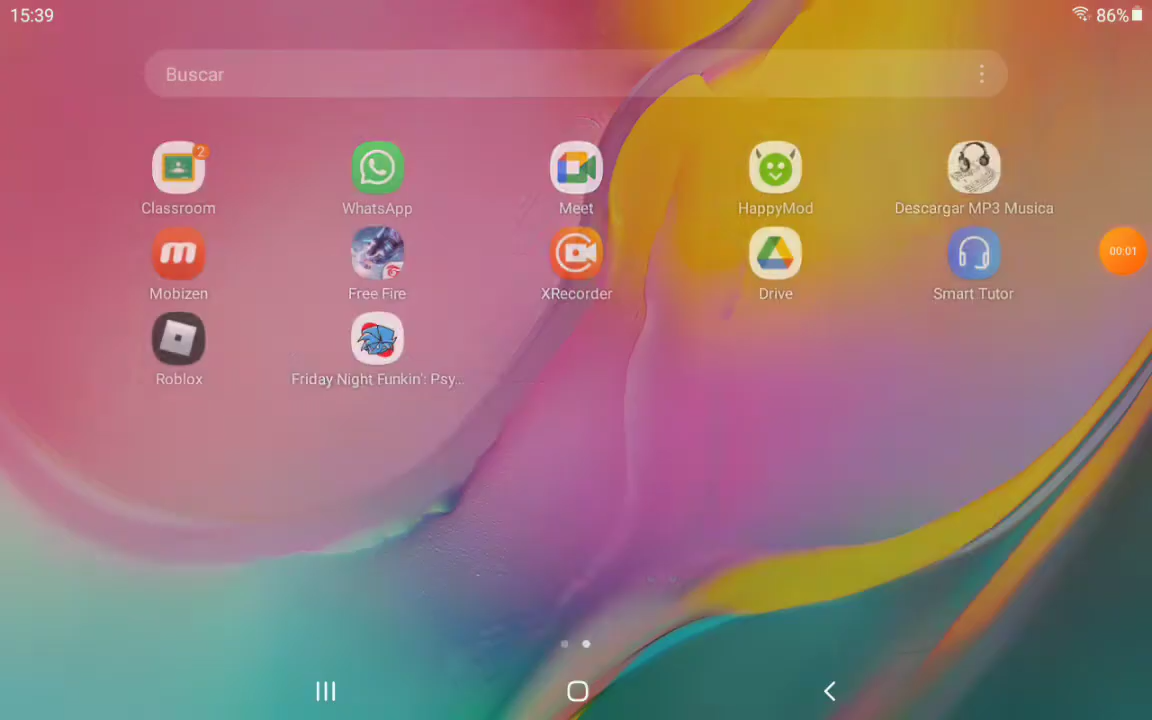 15:39
86%
Buscar
2
Classroom
WhatsApp
Meet
HappyMod
Descargar MP3 Musica
00:01
Mobizen
Free Fire
XRecorder
Drive
Smart Tutor
Roblox
Friday Night Funkin': Psy...